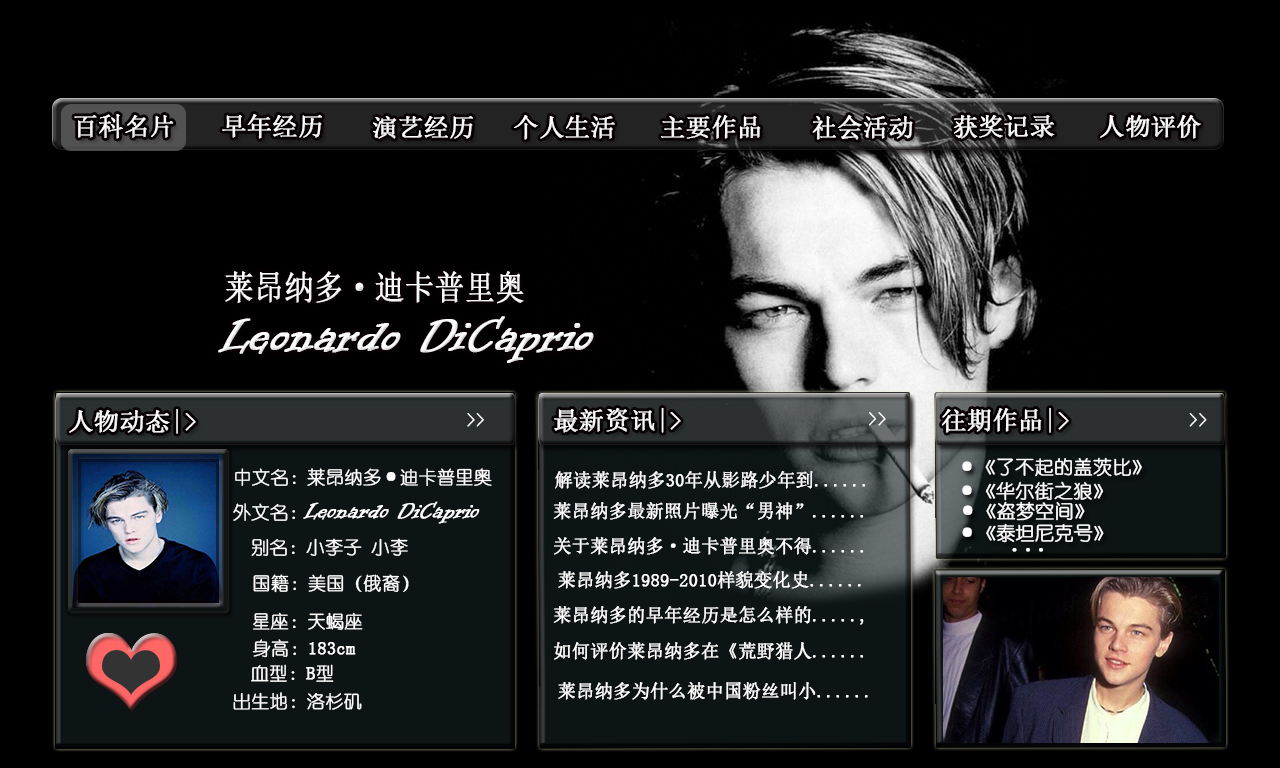 百科名片 早年经历 演艺经历 个人生活 主要作品 社会活动 获奖记录 人物评价
莱昂纳多·迪卡普里奥
Leonardo DiCaprio
人物动态|>
>>
中文名：莱昂纳多●迪卡普里奥
外文名：Leonardo DiCaprio
别名：小李子 小李
国籍：美国（俄裔）
星座：天蝎座
身高：183cm
血型：B型
出生地：洛杉矶
最新资讯|>
>>
解读莱昂纳多30年从影路少年到......
莱昂纳多最新照片曝光“男神”......
关于莱昂纳多·迪卡普里奥不得......
莱昂纳多1989-2010样貌变化史......
莱昂纳多的早年经历是怎么样的.....,
如何评价莱昂纳多在《荒野猎人......
莱昂纳多为什么被中国粉丝叫小......
往期作品|>
>>
● 《了不起的盖茨比》
● 《华尔街之狼》
● 《盗梦空间》
● 《泰坦尼克号》
...